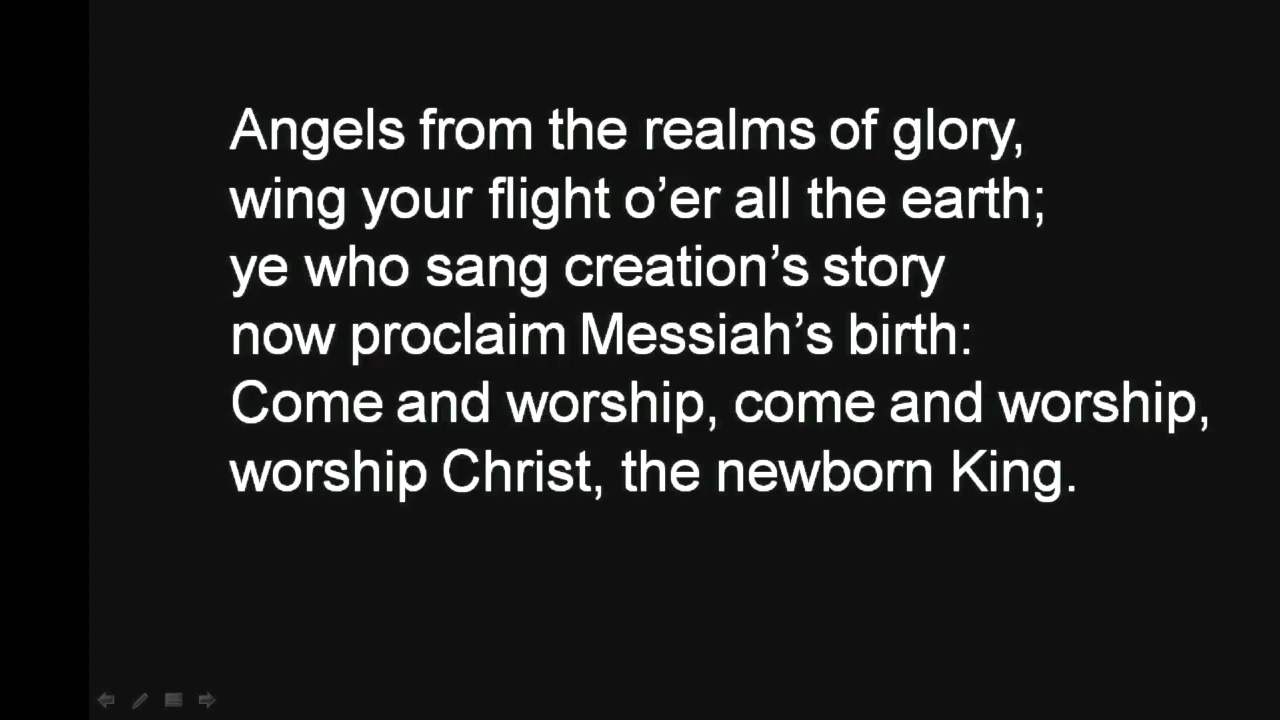 Angels from the realms of glory,
wing your flight o’er all the earth;
ye who sang creation’s story
now proclaim Messiah’s birth:
Come and worship, come and worship,
worship Christ, the newborn King.